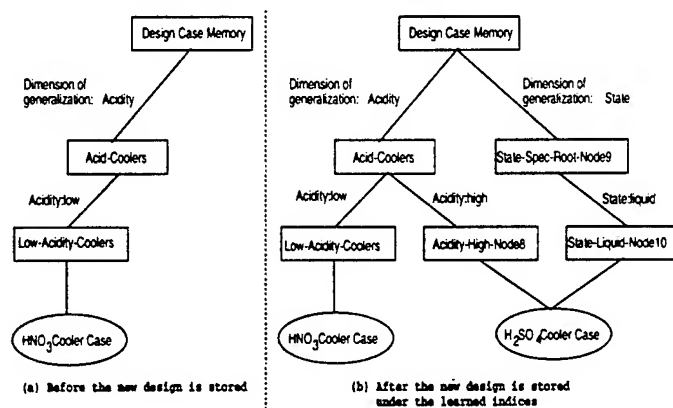 Design Case Memory
Dimension of
generalization: Acidity
Acid-Coolers
Acidity:low
Low-Acidity-Coolers
HNO3Cooler Case
(a) Before the new design is stored
Design Case Memory
Dimension of
generalization: Acidity
Dimension of
generalization: State
Acid-Coolers
State-Spec-Root-Node9
Acidity:low
Acidity:high
State:liquid
Low-Acidity-Coolers
Acidity-High-Node8
State-Liquid-Node10
HNO3Cooler Case
H2SO4Cooler Case
(b) After the new design is stored
under the learned indices